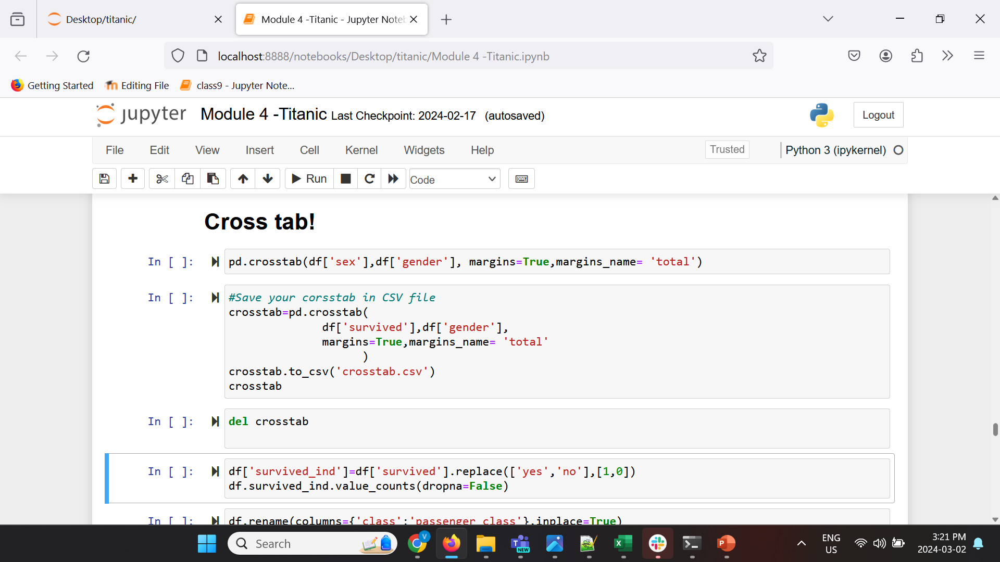 Desktop/titanic/
Module 4 -Titanic - Jupyter Noteb
localhost:8888/notebooks/Desktop/titanic/Module 4 -Titanic.ipynb
Getting Started
Editing File
class9 - Jupyter Note...
jupyter
Module 4 -Titanic Last Checkpoint: 2024-02-17 (autosaved)
Logout
File Edit View Insert Cell Kernel Widgets Help
Trusted
Python 3 (ipykernel)
Run
Code
Cross tab!
In [ ]: pd.crosstab(df['sex'],df['gender'], margins=True,margins_name= 'total')
In [ ]: #Save your corsstab in CSV file
crosstab=pd.crosstab(
df['survived'],df['gender'],
margins=True,margins_name= 'total'
)
crosstab.to_csv('crosstab.csv')
crosstab
In [ ]: del crosstab
In [ ]: df['survived_ind']=df['survived'].replace(['yes','no'],[1,0])
df.survived_ind.value_counts(dropna=False)
In [ ]: df.rename(columns={'class':'passenger_class'},inplace=True)
Search
V
T
NEW
X
P
ENG
US
3:21 PM
2024-03-02